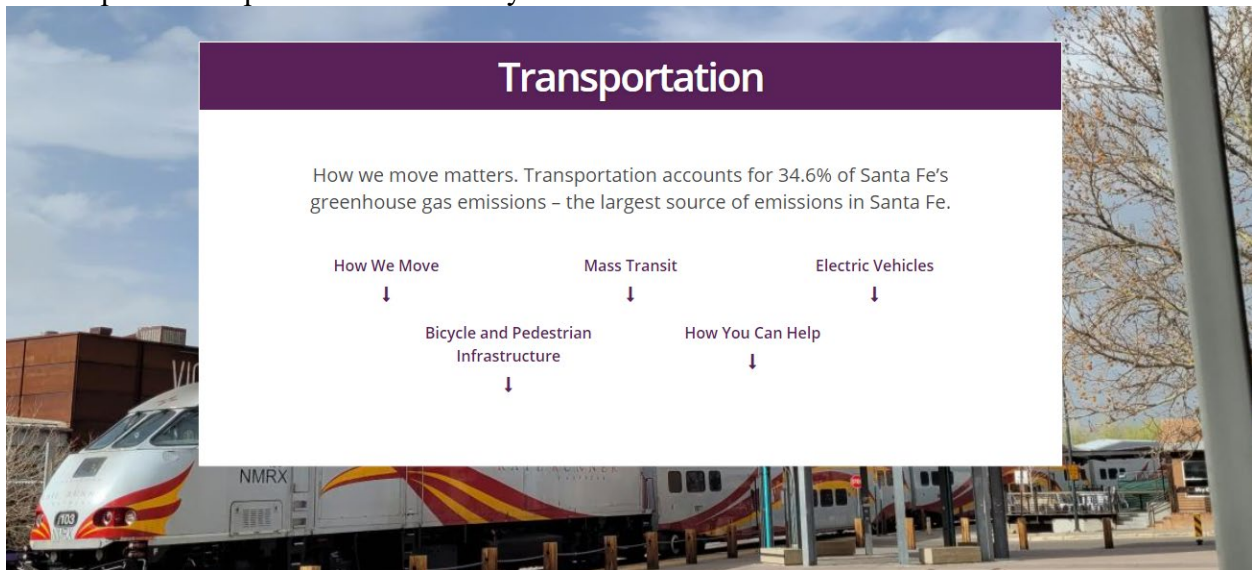 Transportation
How we move matters. Transportation accounts for 34.6% of Santa Fe's
greenhouse gas emissions – the largest source of emissions in Santa Fe.
How We Move
Mass Transit
Electric Vehicles
Bicycle and Pedestrian
Infrastructure
How You Can Help
NMRX
103